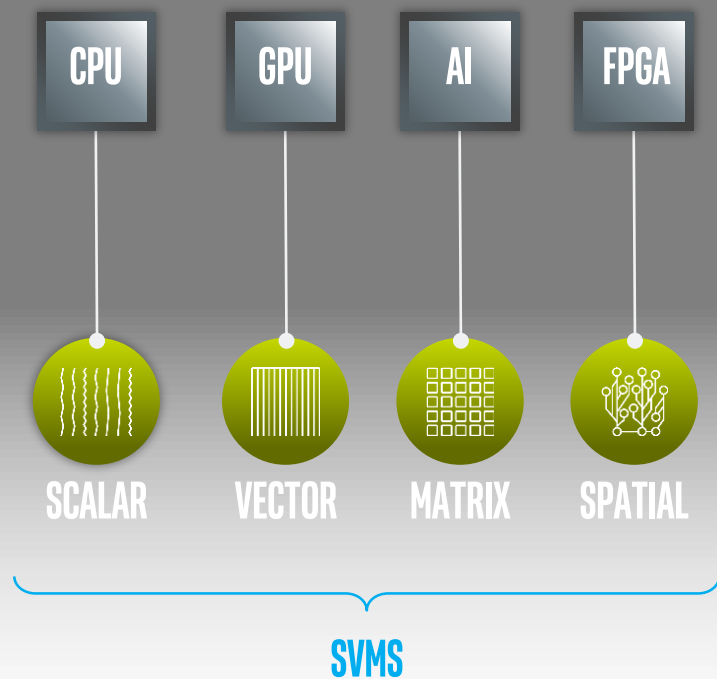 CPU GPU AI FPGA
SCALAR VECTOR MATRIX SPATIAL
SVMS